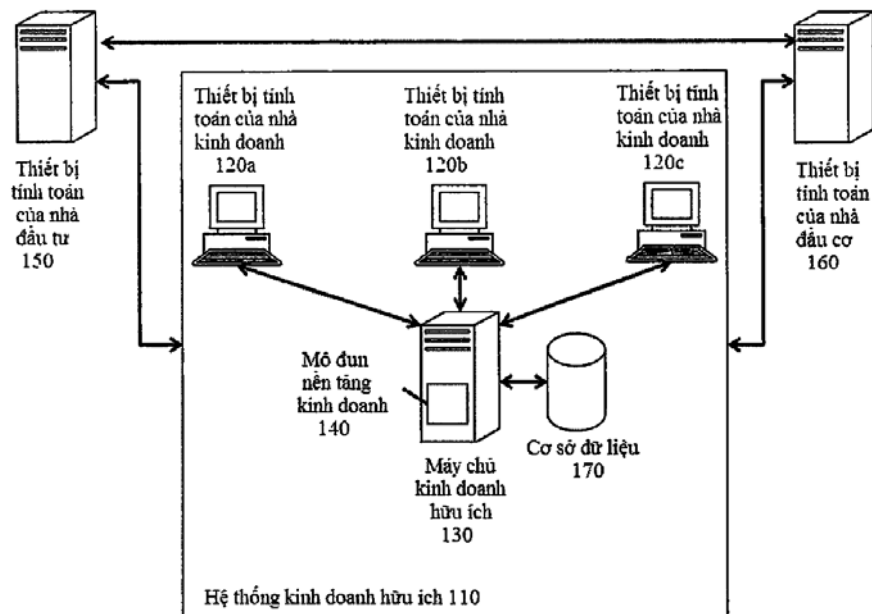 Thiết bị tính
toán của nhà
kinh doanh
120a
Thiết bị tính
toán của nhà
kinh doanh
120b
Thiết bị tính
toán của nhà
kinh doanh
120c
Thiết bị
tính toán
của nhà
đầu tư
150
Thiết bị
tính toán
của nhà
đầu cơ
160
Mô đun
nền tảng
kinh doanh
140
Máy chủ
kinh doanh
hữu ích
130
Cơ sở dữ liệu
170
Hệ thống kinh doanh hữu ích 110